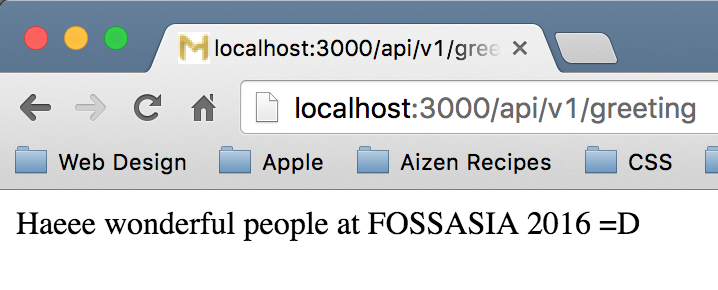 localhost:3000/api/v1/gree
localhost:3000/api/v1/greeting
Web Design Apple Aizen Recipes CSS
Haeee wonderful people at FOSSASIA 2016 =D